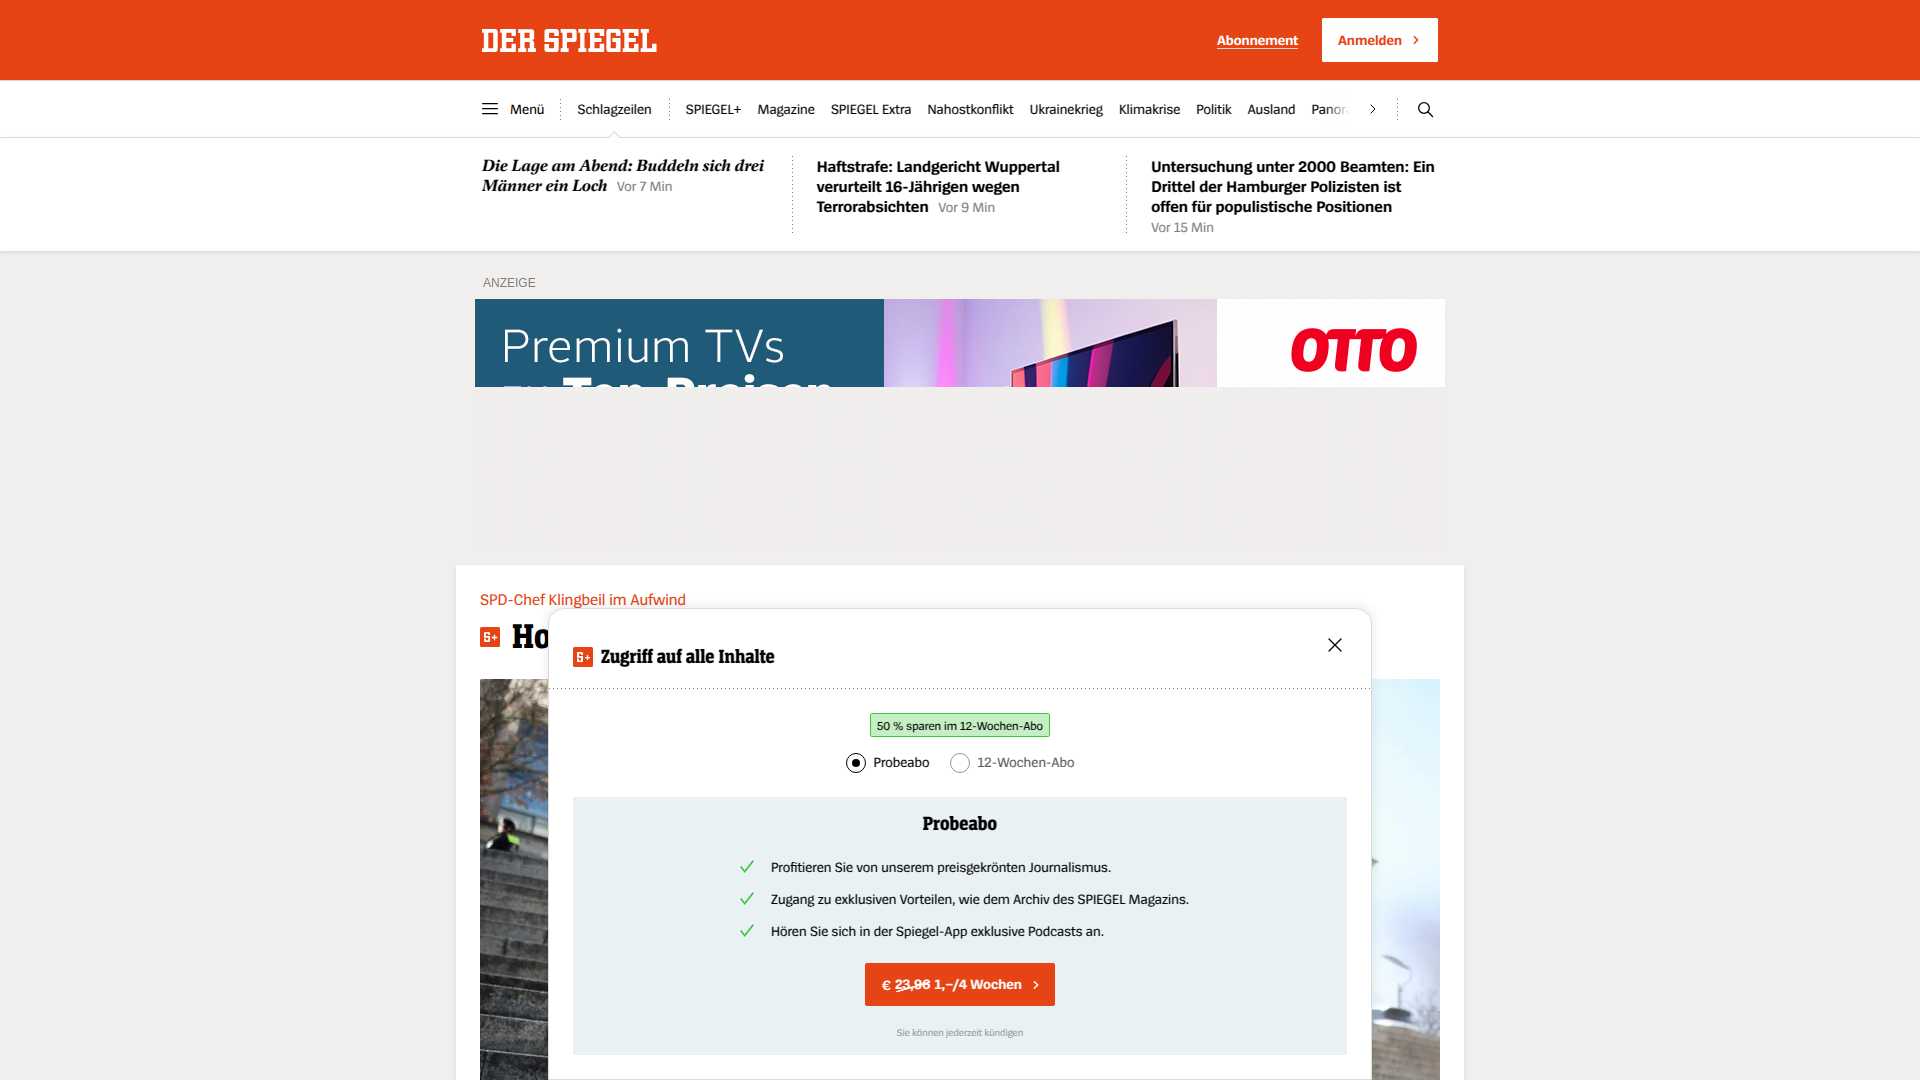 DER SPIEGEL
Abonnement
Anmelden
Menü
Schlagzeilen
SPIEGEL+
Magazine
SPIEGEL Extra
Nahostkonflikt
Ukrainekrieg
Klimakrise
Politik
Ausland
Die Lage am Abend: Buddeln sich drei
Männer ein Loch Vor 7 Min
Haftstrafe: Landgericht Wuppertal
verurteilt 16-Jährigen wegen
Terrorabsichten Vor 9 Min
Untersuchung unter 2000 Beamten: Ein
Drittel der Hamburger Polizisten ist
offen für populistische Positionen
Vor 15 Min
ANZEIGE
Premium TVs
Top-Preisen
OTTO
SPD-Chef Klingbeil im Aufwind
Ho
Zugriff auf alle Inhalte
50 % sparen im 12-Wochen-Abo
Probeabo
12-Wochen-Abo
Probeabo
Profitieren Sie von unserem preisgekrönten Journalismus.
Zugang zu exklusiven Vorteilen, wie dem Archiv des SPIEGEL Magazins.
Hören Sie sich in der Spiegel-App exklusive Podcasts an.
€ 23,96 1,–/4 Wochen
Sie können jederzeit kündigen